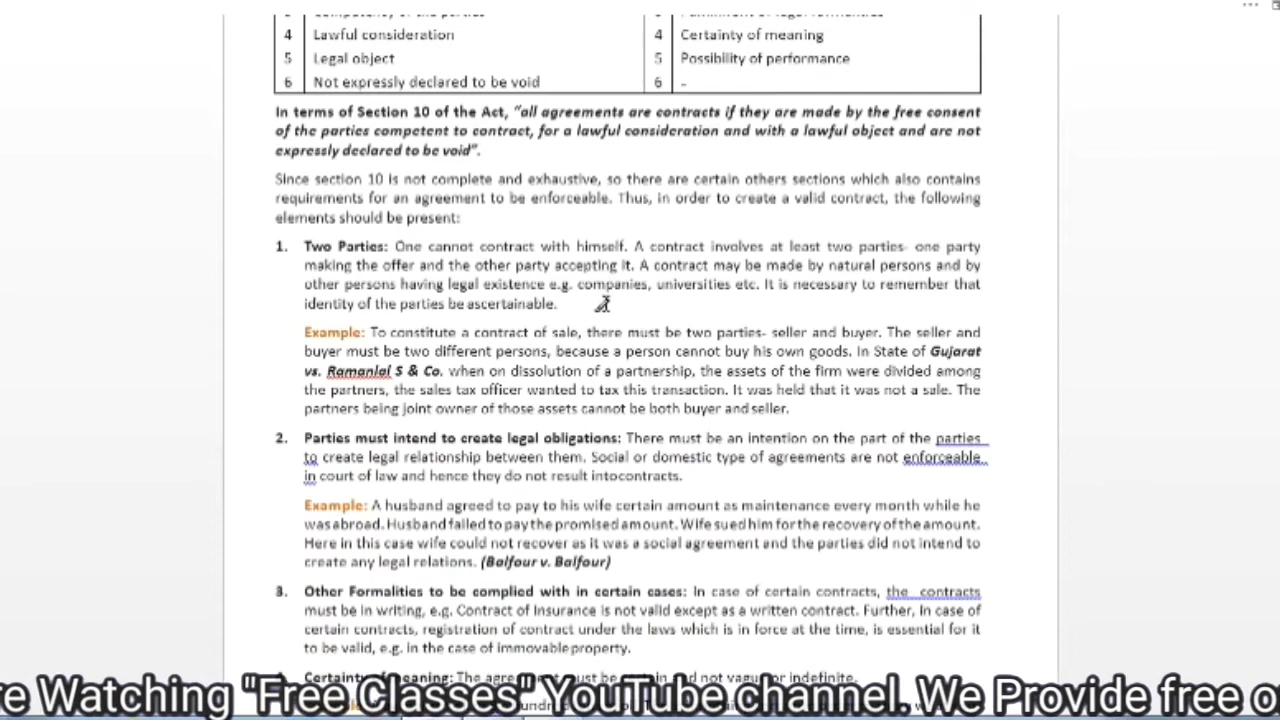 4 Lawful consideration 4 Certainty of meaning
5 Legal object 5 Possibility of performance
6 Not expressly declared to be void 6 -
In terms of Section 10 of the Act, "all agreements are contracts if they are made by the free consent
of the parties competent to contract, for a lawful consideration and with a lawful object and are not
expressly declared to be void".
Since section 10 is not complete and exhaustive, so there are certain others sections which also contains
requirements for an agreement to be enforceable. Thus, in order to create a valid contract, the following
elements should be present:
1. Two Parties: One cannot contract with himself. A contract involves at least two parties- one party
making the offer and the other party accepting it. A contract may be made by natural persons and by
other persons having legal existence e.g. companies, universities etc. It is necessary to remember that
identity of the parties be ascertainable.
Example: To constitute a contract of sale, there must be two parties- seller and buyer. The seller and
buyer must be two different persons, because a person cannot buy his own goods. In State of Gujarat
vs. Ramanlal S & Co. when on dissolution of a partnership, the assets of the firm were divided among
the partners, the sales tax officer wanted to tax this transaction. It was held that it was not a sale. The
partners being joint owner of those assets cannot be both buyer and seller.
2. Parties must intend to create legal obligations: There must be an intention on the part of the parties
to create legal relationship between them. Social or domestic type of agreements are not enforceable
in court of law and hence they do not result intocontracts.
Example: A husband agreed to pay to his wife certain amount as maintenance every month while he
was abroad. Husband failed to pay the promised amount. Wife sued him for the recovery of the amount.
Here in this case wife could not recover as it was a social agreement and the parties did not intend to
create any legal relations. (Balfour v. Balfour)
3. Other Formalities to be complied with in certain cases: In case of certain contracts, the contracts
must be in writing, e.g. Contract of Insurance is not valid except as a written contract. Further, in case of
certain contracts, registration of contract under the laws which is in force at the time, is essential for it
to be valid, e.g. in the case of immovable property.
Certainty of meaning: The agreement must be certain and not vague or indefinite.
re Watching "Free Classes" YouTube channel. We Provide free o